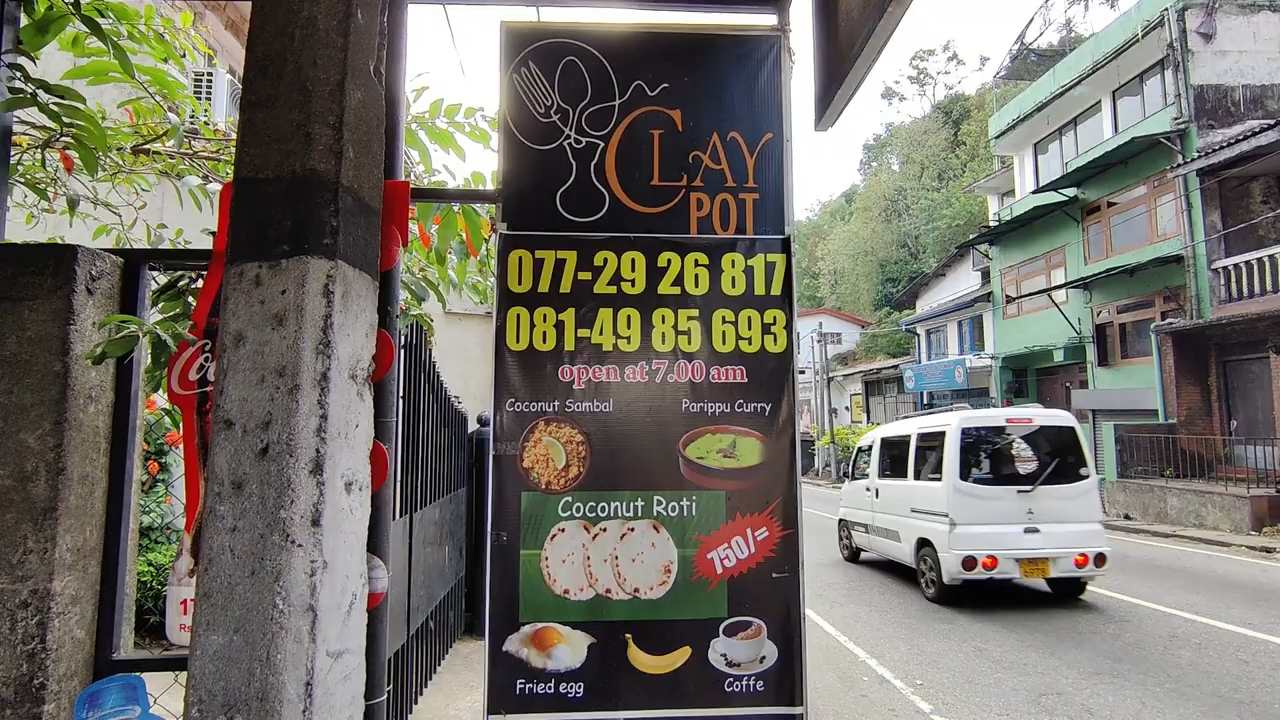 CLAY
POT
077-29 26 817
081-49 85 693
open at 7.00 am
Coconut Sambal
Parippu Curry
Coconut Roti
750/=
Fried egg
Coffe